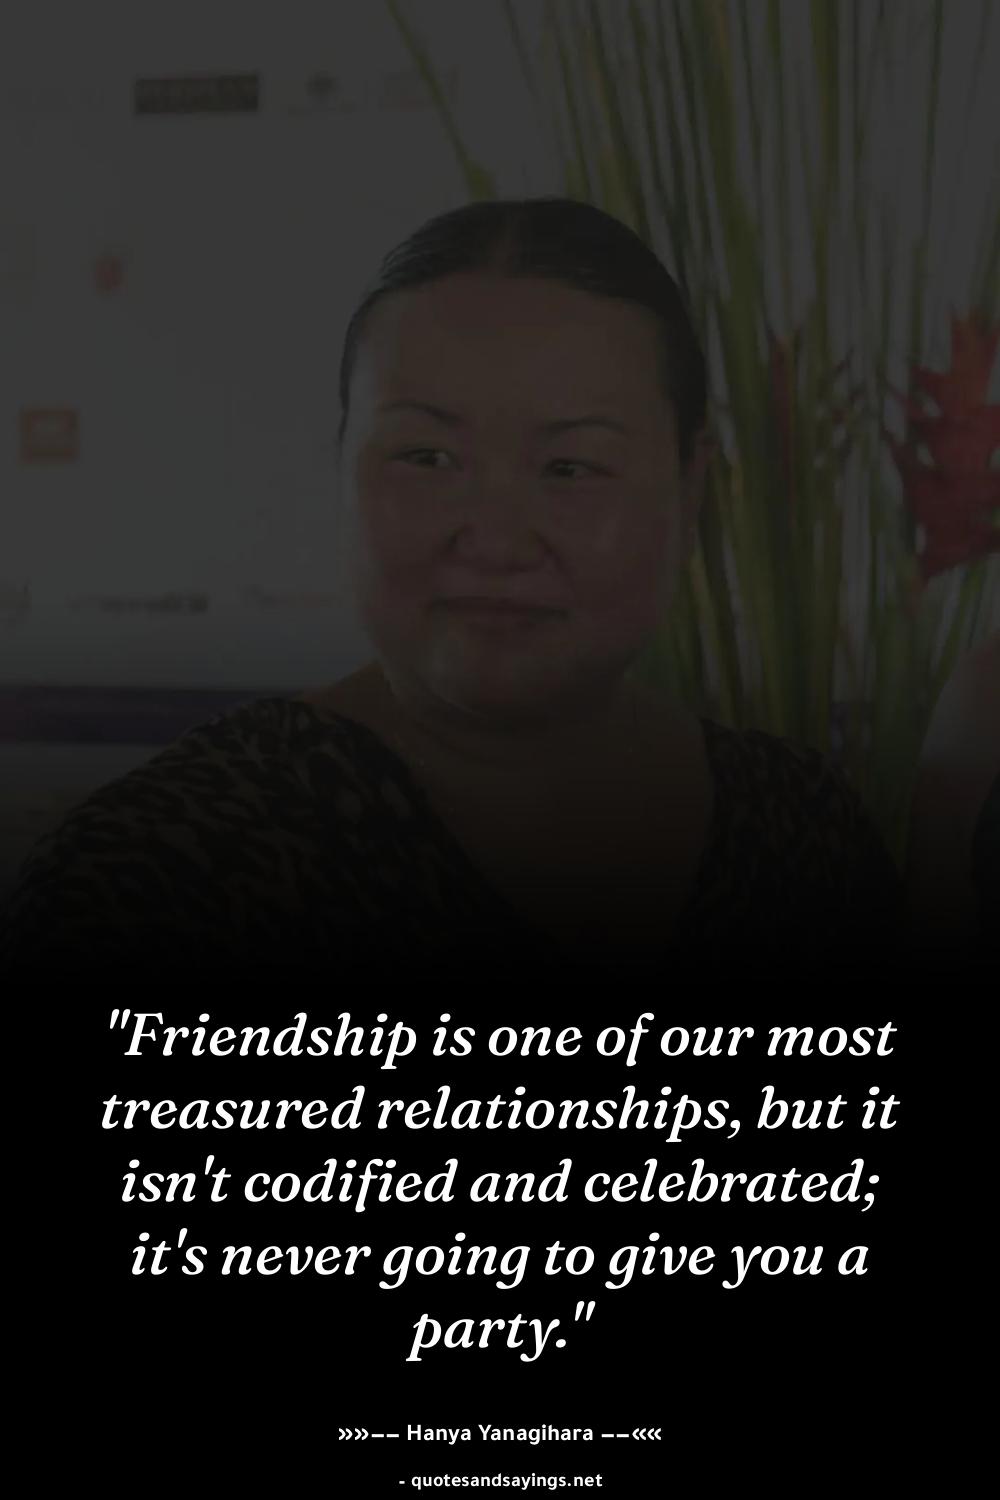 "Friendship is one of our most
treasured relationships, but it
isn't codified and celebrated;
it's never going to give you a
party."
»»−− Hanya Yanagihara −−««
- quotesandsayings.net